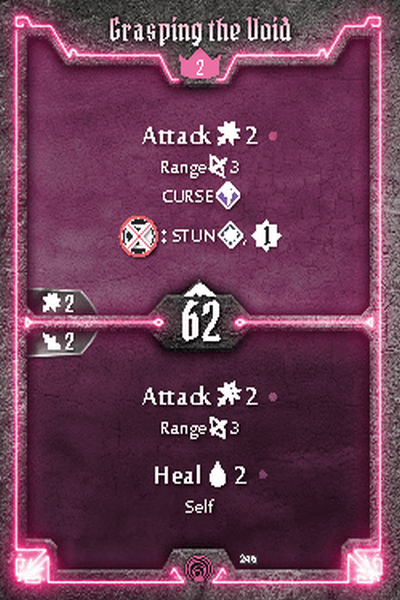 Grasping the Void
2
Attack 2
Range 3
CURSE
: STUN , 1
2
62
2
Attack 2
Range 3
Heal 2
Self